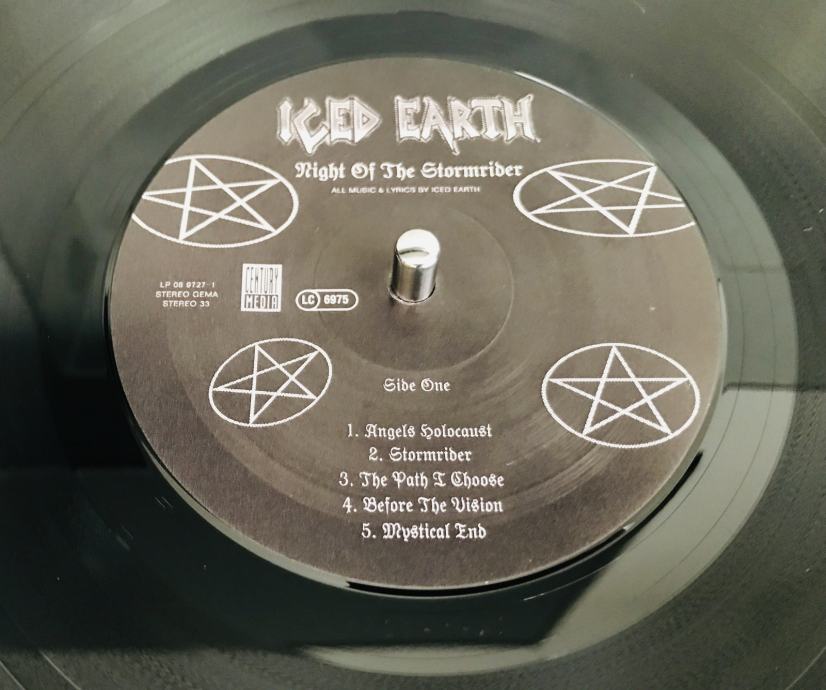 ICED EARTH
Night Of The Stormrider
ALL MUSIC & LYRICS BY ICED EARTH
LP 08 9727-1
STEREO GEMA
STEREO 33
CENTURY
MEDIA
LC 6975
Side One
1. Angels Holocaust
2. Stormrider
3. The Path I Choose
4. Before The Vision
5. Mystical End